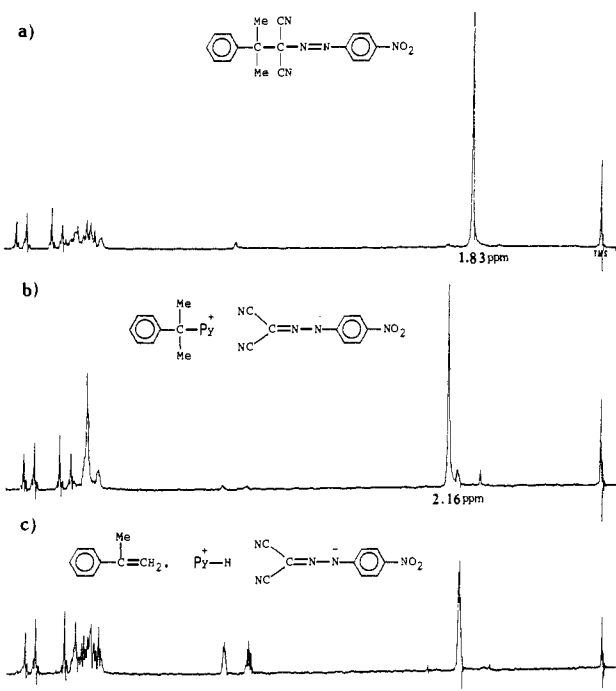 a)
Me CN
C—C—N=N
NO2
Me CN
1.83 ppm
TMS
b)
Me
C—Py
+
Me
NC
C=N—N
NC
NO2
2.16 ppm
c)
Me
C=CH2,
Py—H
+
NC
C=N—N
−
NC
NO2